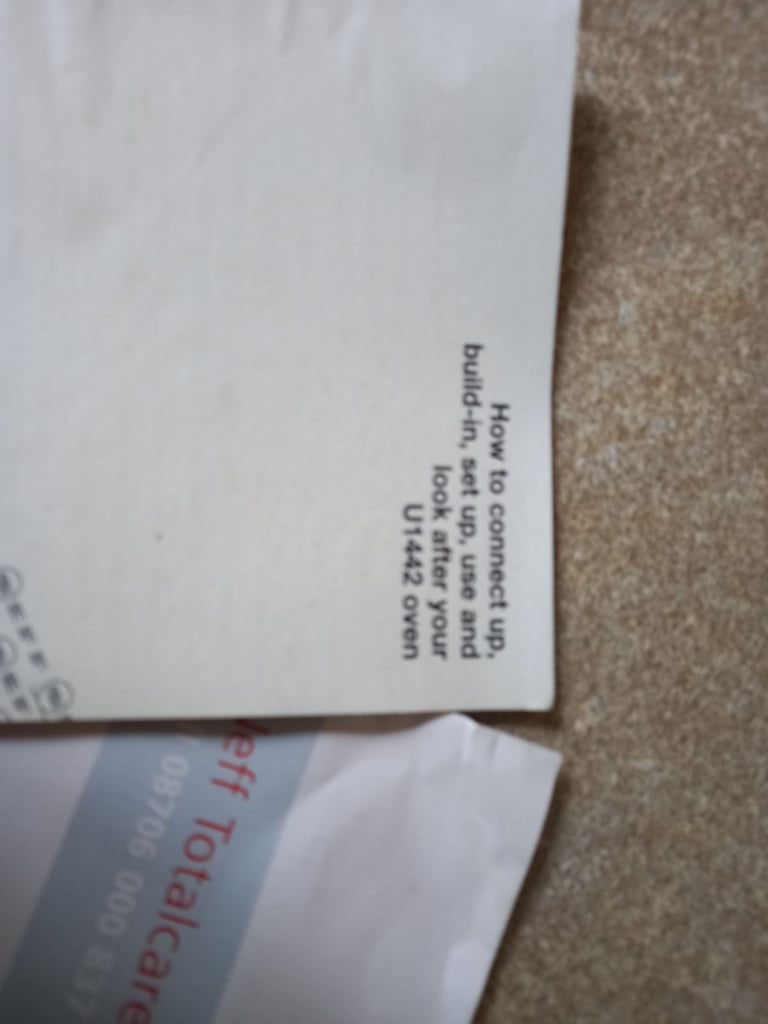 How to connect up,
build-in, set up, use and
look after your
U1442 oven
eff Totalcare
08706 000 837